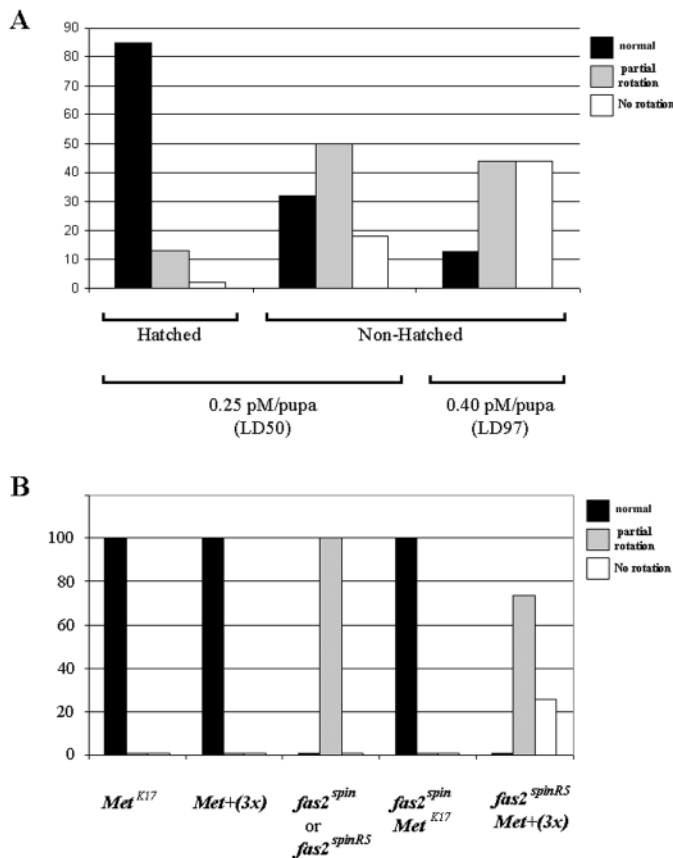 A
90
80
70
60
50
40
30
20
10
0
normal
partial
rotation
No rotation
Hatched
Non-Hatched
0.25 pM/pupa
(LD50)
0.40 pM/pupa
(LD97)
B
100
80
60
40
20
0
normal
partial
rotation
No rotation
Met K17
Met+(3x)
fas2 spin
or
fas2 spinR5
fas2 spin
Met K17
fas2 spinR5
Met+(3x)